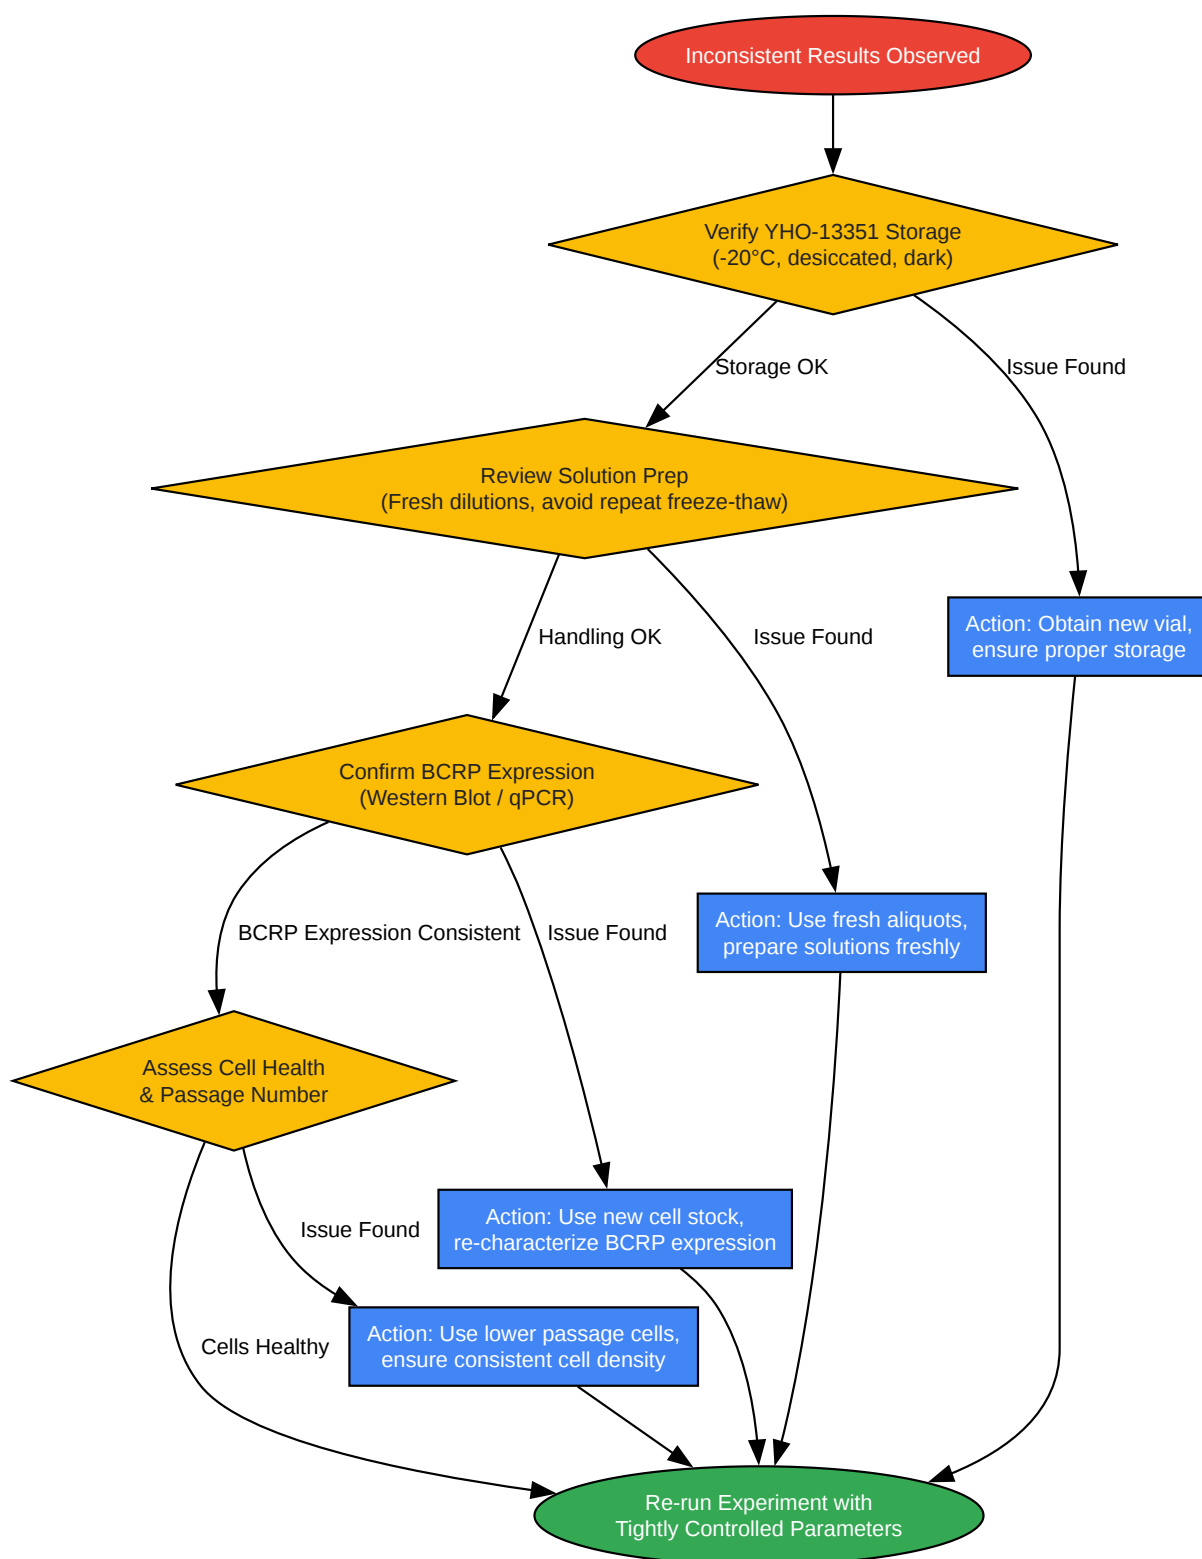 Inconsistent Results Observed
Verify YHO-13351 Storage
(-20°C, desiccated, dark)
Storage OK
Issue Found
Review Solution Prep
(Fresh dilutions, avoid repeat freeze-thaw)
Action: Obtain new vial,
ensure proper storage
Handling OK
Issue Found
Confirm BCRP Expression
(Western Blot / qPCR)
BCRP Expression Consistent
Issue Found
Action: Use fresh aliquots,
prepare solutions freshly
Assess Cell Health
& Passage Number
Action: Use new cell stock,
re-characterize BCRP expression
Issue Found
Cells Healthy
Action: Use lower passage cells,
ensure consistent cell density
Re-run Experiment with
Tightly Controlled Parameters